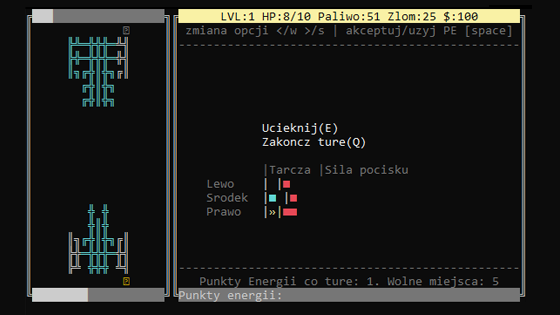 LVL:1 HP:8/10 Paliwo:51 Zlom:25 $:100
zmiana opcji </w >/s | akceptuj/uzyj PE [space]
Ucieknij(E)
Zakoncz ture(Q)
|Tarcza |Sila pocisku
Lewo
Srodek
Prawo
Punkty Energii co ture: 1. Wolne miejsca: 5
Punkty energii: